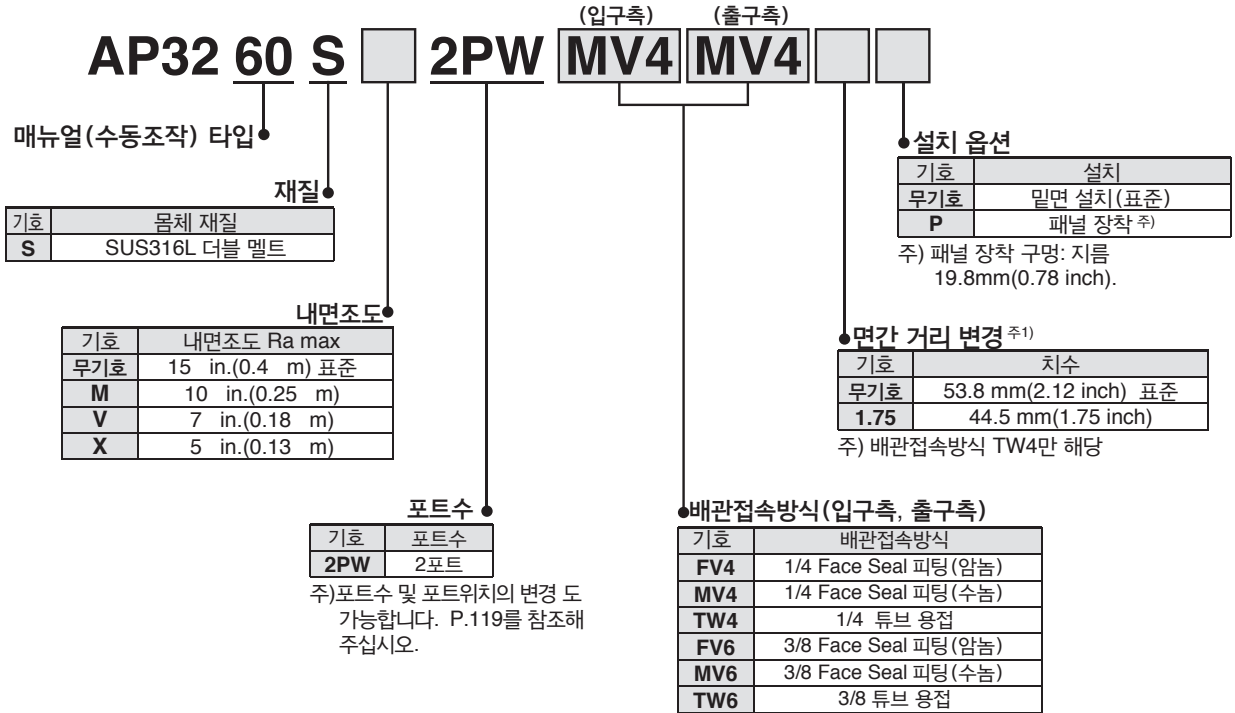 (입구측) (출구측)
AP32 60 S 2PW MV4 MV4
매뉴얼(수동조작) 타입
재질
기호 몸체 재질
S SUS316L 더블 멜트
내면조도
기호 내면조도 Ra max
무기호 15 in.(0.4 m) 표준
M 10 in.(0.25 m)
V 7 in.(0.18 m)
X 5 in.(0.13 m)
포트수
기호 포트수
2PW 2포트
주)포트수 및 포트위치의 변경 도
가능합니다. P.119를 참조해
주십시오.
설치 옵션
기호 설치
무기호 밑면 설치(표준)
P 패널 장착 주)
주) 패널 장착 구멍: 지름
19.8mm(0.78 inch).
면간 거리 변경 주1)
기호 치수
무기호 53.8 mm(2.12 inch) 표준
1.75 44.5 mm(1.75 inch)
주) 배관접속방식 TW4만 해당
배관접속방식(입구측, 출구측)
기호 배관접속방식
FV4 1/4 Face Seal 피팅(암놈)
MV4 1/4 Face Seal 피팅(수놈)
TW4 1/4 튜브 용접
FV6 3/8 Face Seal 피팅(암놈)
MV6 3/8 Face Seal 피팅(수놈)
TW6 3/8 튜브 용접